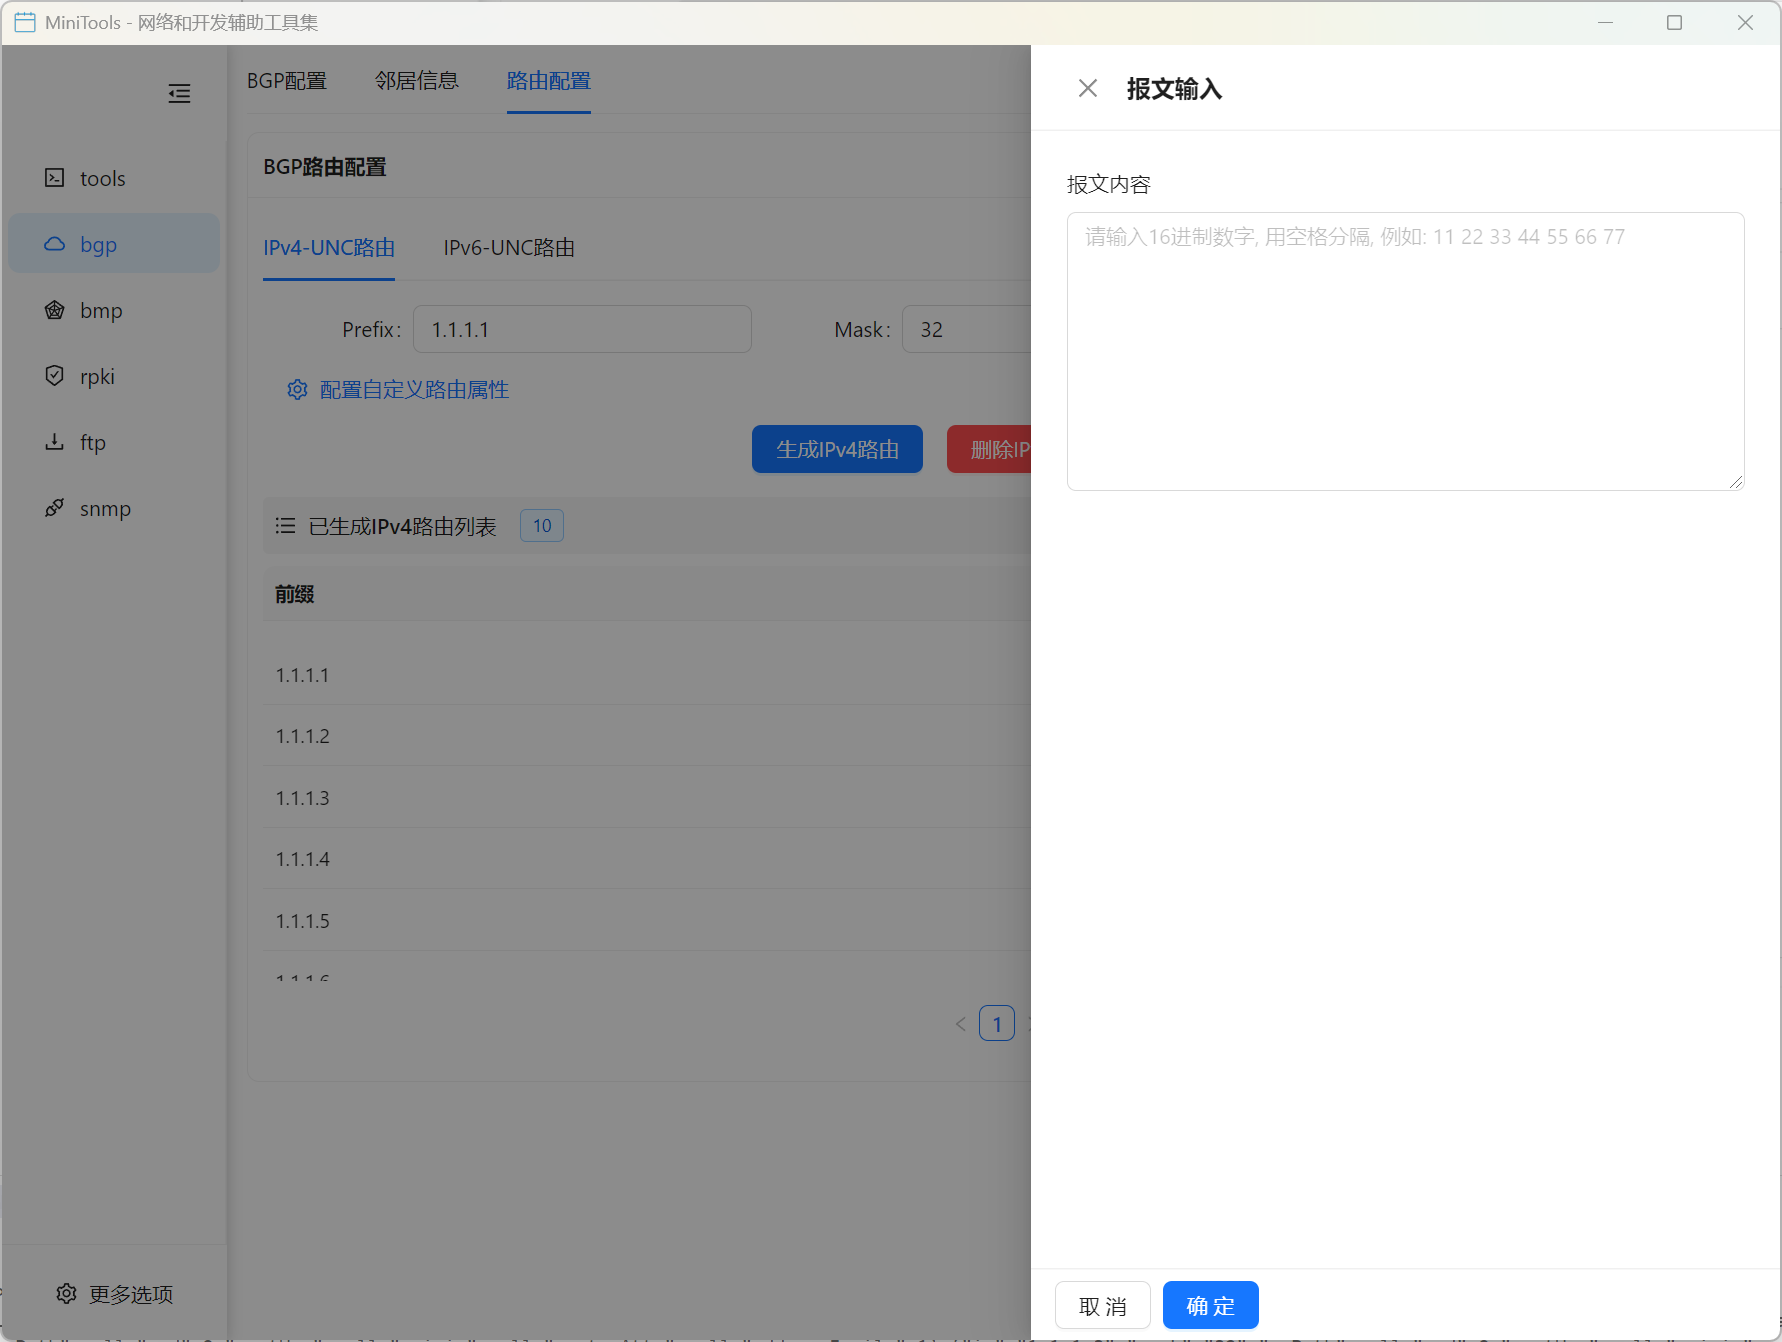 MiniTools - 网络和开发辅助工具集
tools
bgp
bmp
rpki
ftp
snmp
更多选项
BGP配置 邻居信息 路由配置
BGP路由配置
IPv4-UNC路由 IPv6-UNC路由
Prefix: 1.1.1.1 Mask: 32
配置自定义路由属性
生成IPv4路由 删除IP
已生成IPv4路由列表 10
前缀
1.1.1.1
1.1.1.2
1.1.1.3
1.1.1.4
1.1.1.5
1.1.1.6
1
报文输入
报文内容
请输入16进制数字, 用空格分隔, 例如: 11 22 33 44 55 66 77
取 消 确 定